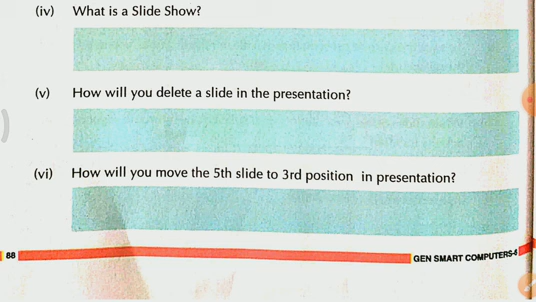 (iv) What is a Slide Show?
(v) How will you delete a slide in the presentation?
(vi) How will you move the 5th slide to 3rd position in presentation?
88 GEN SMART COMPUTERS-6